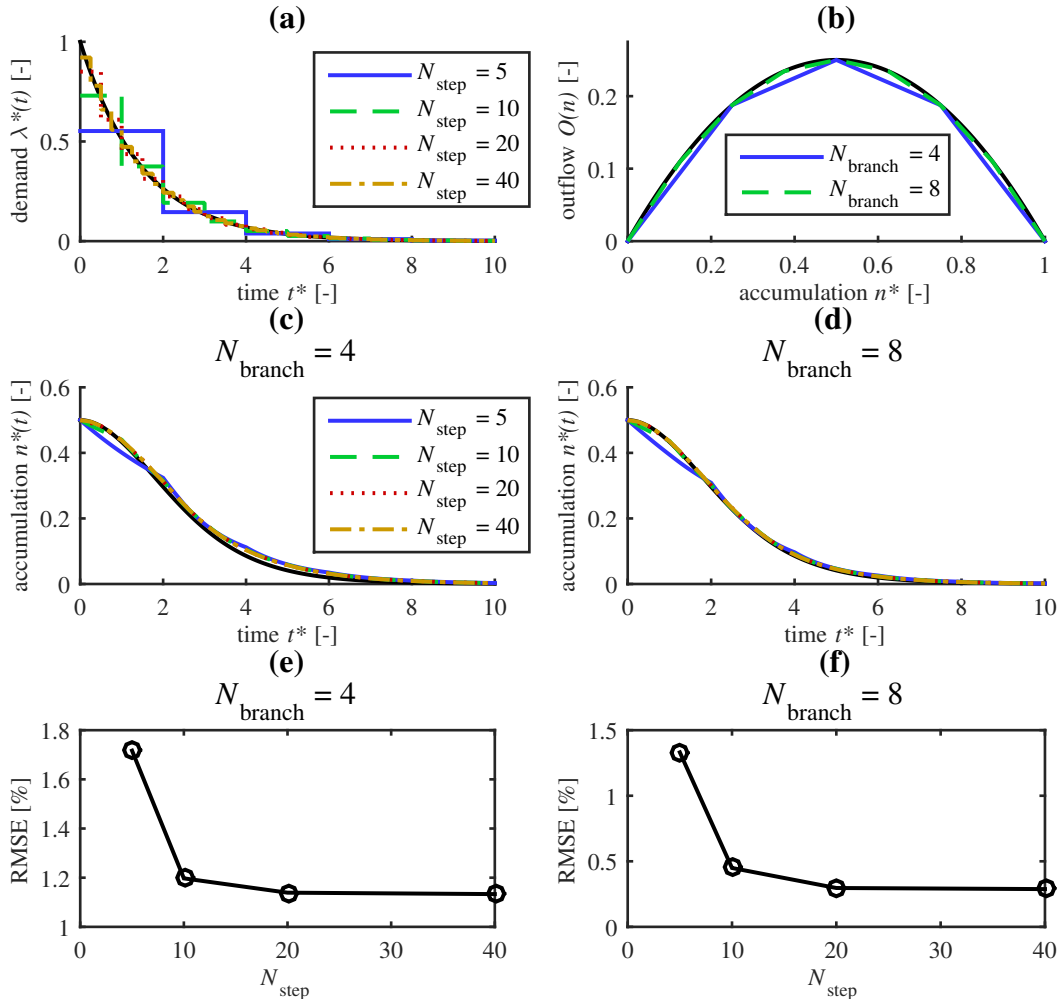 (a)
demand λ*(t) [-]
1
0.5
0
0 2 4 6 8 10
time t* [-]
N_step = 5
N_step = 10
N_step = 20
N_step = 40
(b)
outflow O(n) [-]
0.2
0.1
0
0 0.2 0.4 0.6 0.8 1
accumulation n* [-]
N_branch = 4
N_branch = 8
(c)
N_branch = 4
accumulation n*(t) [-]
0.6
0.4
0.2
0
0 2 4 6 8 10
time t* [-]
N_step = 5
N_step = 10
N_step = 20
N_step = 40
(d)
N_branch = 8
accumulation n*(t) [-]
0.6
0.4
0.2
0
0 2 4 6 8 10
time t* [-]
(e)
N_branch = 4
RMSE [%]
1.8
1.6
1.4
1.2
1
0 10 20 30 40
N_step
(f)
N_branch = 8
RMSE [%]
1.5
1
0.5
0
0 10 20 30 40
N_step